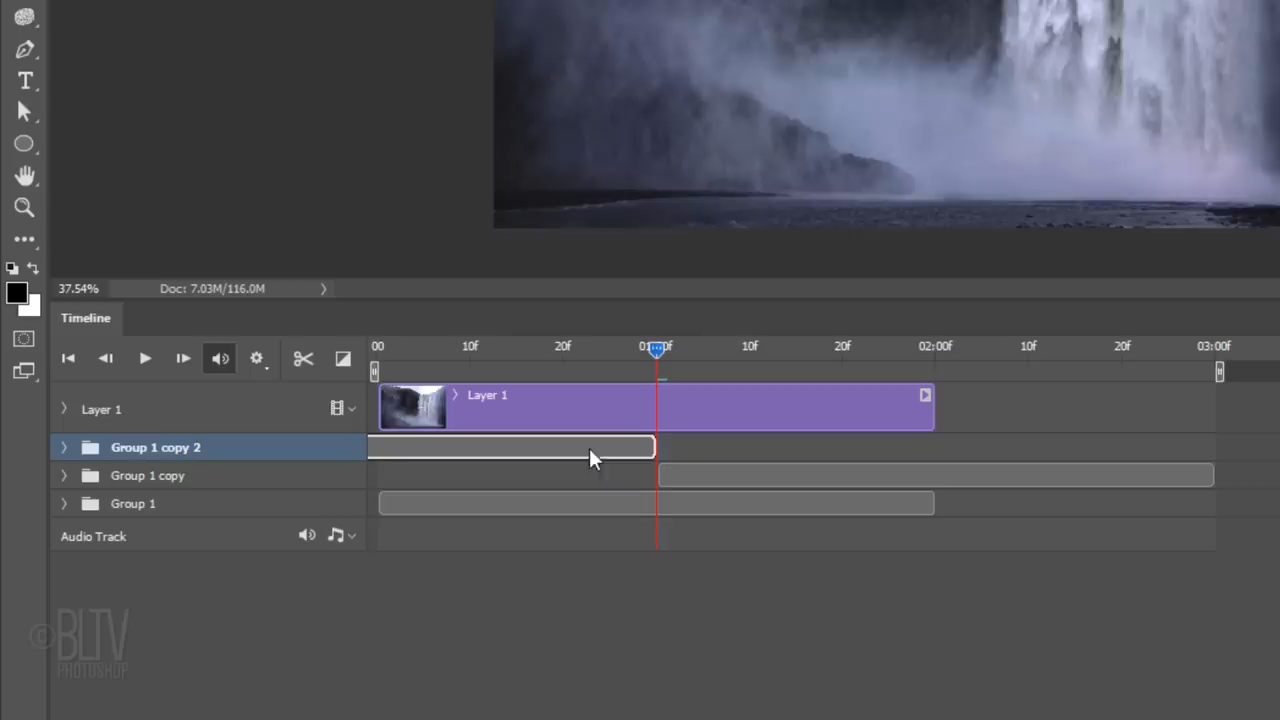 T
37.54% Doc: 7.03M/116.0M
Timeline
00 10f 20f 01:00f 10f 20f 02:00f 10f 20f 03:00f
Layer 1
Layer 1
Group 1 copy 2
Group 1 copy
Group 1
Audio Track
©BLTV
PHOTOSHOP